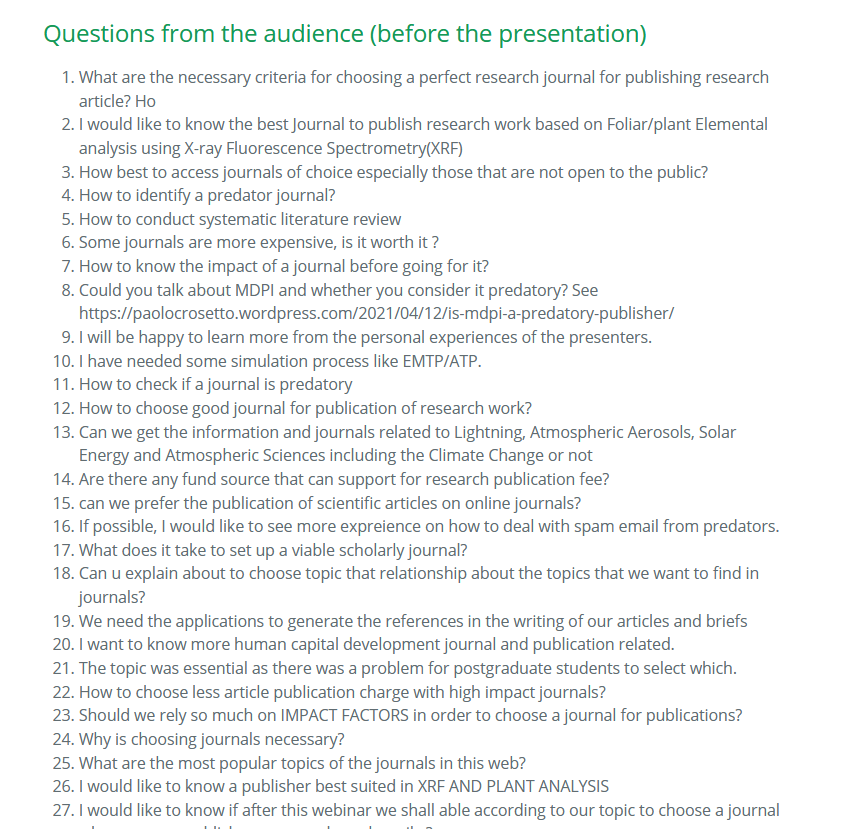 Questions from the audience (before the presentation)
1. What are the necessary criteria for choosing a perfect research journal for publishing research
article? Ho
2. I would like to know the best Journal to publish research work based on Foliar/plant Elemental
analysis using X-ray Fluorescence Spectrometry(XRF)
3. How best to access journals of choice especially those that are not open to the public?
4. How to identify a predator journal?
5. How to conduct systematic literature review
6. Some journals are more expensive, is it worth it ?
7. How to know the impact of a journal before going for it?
8. Could you talk about MDPI and whether you consider it predatory? See
https://paolocrosetto.wordpress.com/2021/04/12/is-mdpi-a-predatory-publisher/
9. I will be happy to learn more from the personal experiences of the presenters.
10. I have needed some simulation process like EMTP/ATP.
11. How to check if a journal is predatory
12. How to choose good journal for publication of research work?
13. Can we get the information and journals related to Lightning, Atmospheric Aerosols, Solar
Energy and Atmospheric Sciences including the Climate Change or not
14. Are there any fund source that can support for research publication fee?
15. can we prefer the publication of scientific articles on online journals?
16. If possible, I would like to see more expreience on how to deal with spam email from predators.
17. What does it take to set up a viable scholarly journal?
18. Can u explain about to choose topic that relationship about the topics that we want to find in
journals?
19. We need the applications to generate the references in the writing of our articles and briefs
20. I want to know more human capital development journal and publication related.
21. The topic was essential as there was a problem for postgraduate students to select which.
22. How to choose less article publication charge with high impact journals?
23. Should we rely so much on IMPACT FACTORS in order to choose a journal for publications?
24. Why is choosing journals necessary?
25. What are the most popular topics of the journals in this web?
26. I would like to know a publisher best suited in XRF AND PLANT ANALYSIS
27. I would like to know if after this webinar we shall able according to our topic to choose a journal